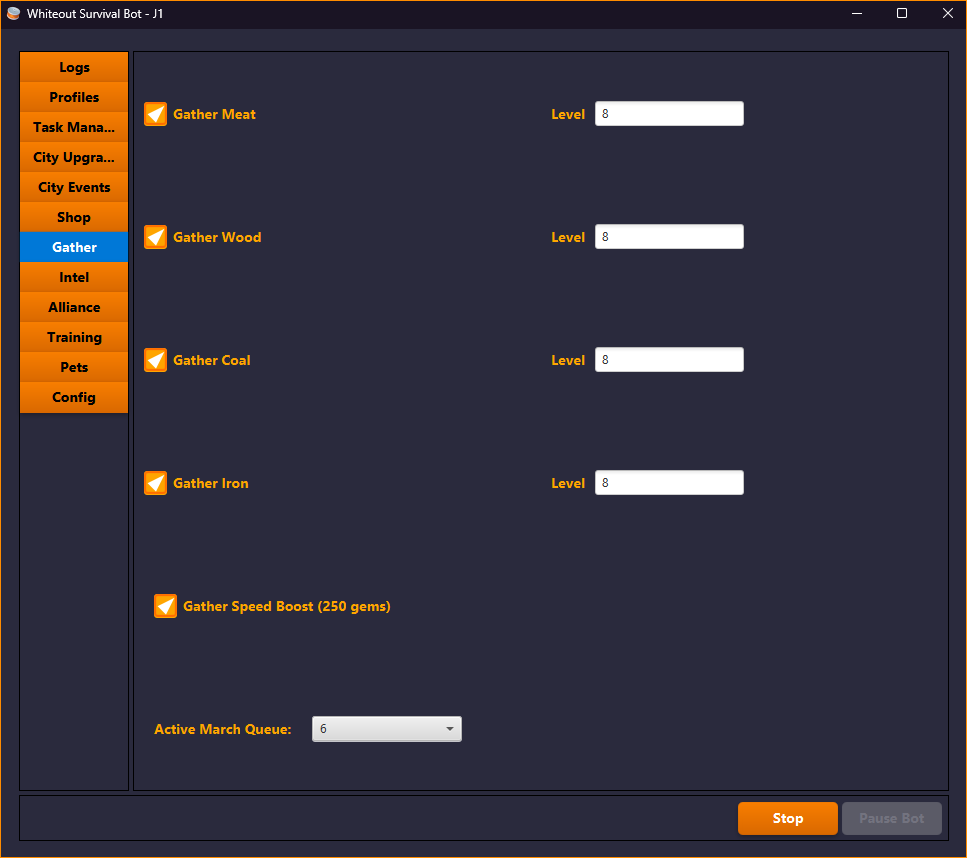 Whiteout Survival Bot - J1
Logs
Profiles
Task Mana...
City Upgra...
City Events
Shop
Gather
Intel
Alliance
Training
Pets
Config
Gather Meat Level 8
Gather Wood Level 8
Gather Coal Level 8
Gather Iron Level 8
Gather Speed Boost (250 gems)
Active March Queue: 6
Stop Pause Bot